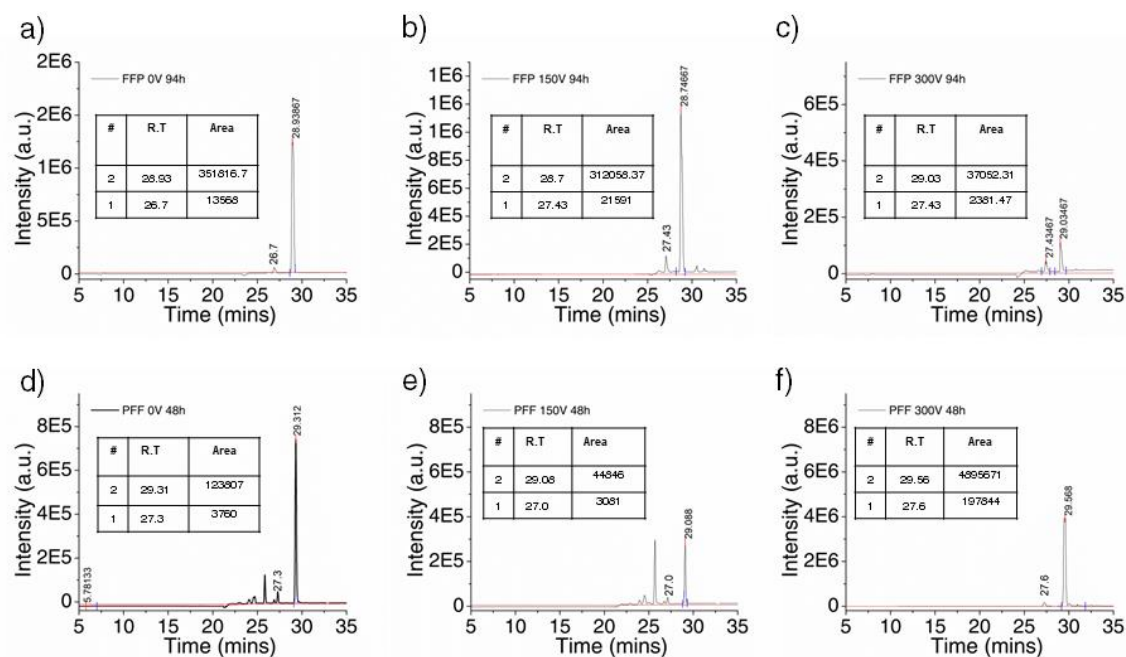 a)
2E6
2E6
1E6
5E5
0
Intensity (a.u.)
FFP 0V 94h
# R.T Area
2 28.93 351816.7
1 26.7 13568
26.7
28.93867
5 10 15 20 25 30 35
Time (mins)
b)
1E6
1E6
1E6
8E5
6E5
4E5
2E5
0
Intensity (a.u.)
FFP 150V 94h
# R.T Area
2 28.7 312058.37
1 27.43 21591
27.43
28.74667
5 10 15 20 25 30 35
Time (mins)
c)
6E5
4E5
2E5
0
Intensity (a.u.)
FFP 300V 94h
# R.T Area
2 29.03 37052.31
1 27.43 2381.47
27.43467
29.03467
5 10 15 20 25 30 35
Time (mins)
d)
8E5
6E5
4E5
2E5
0
Intensity (a.u.)
PFF 0V 48h
# R.T Area
2 29.31 123807
1 27.3 3760
5.78133
27.3
29.312
5 10 15 20 25 30 35
Time (mins)
e)
8E5
6E5
4E5
2E5
0
Intensity (a.u.)
PFF 150V 48h
# R.T Area
2 29.08 44846
1 27.0 3081
27.0
29.088
5 10 15 20 25 30 35
Time (mins)
f)
8E6
6E6
4E6
2E6
0
Intensity (a.u.)
PFF 300V 48h
# R.T Area
2 29.56 4895671
1 27.6 197844
27.6
29.568
5 10 15 20 25 30 35
Time (mins)